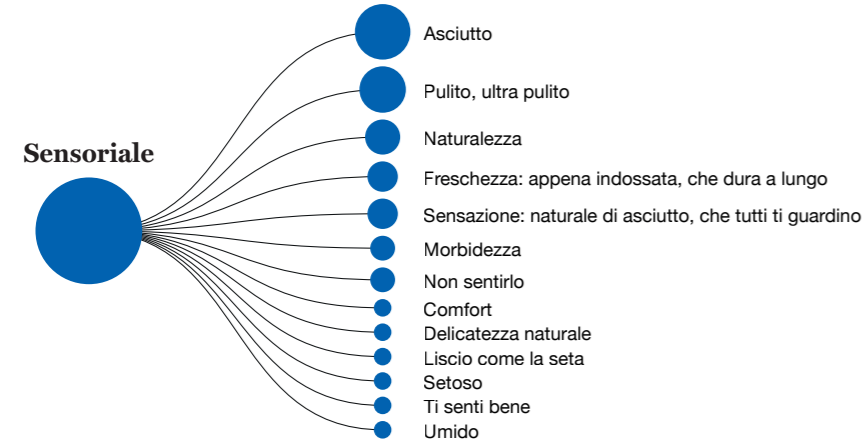 Sensoriale
Asciutto
Pulito, ultra pulito
Naturalezza
Freschezza: appena indossata, che dura a lungo
Sensazione: naturale di asciutto, che tutti ti guardino
Morbidezza
Non sentirlo
Comfort
Delicatezza naturale
Liscio come la seta
Setoso
Ti senti bene
Umido